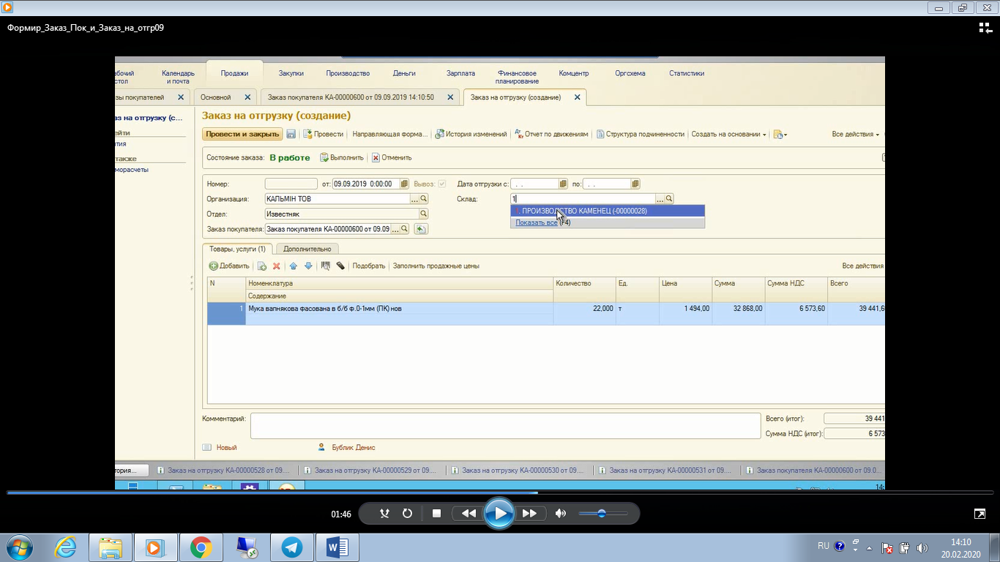 Формир_Заказ_Пок_и_Заказ_на_отгр09
бочий стол
Календарь и почта
Продажи
Закупки
Производство
Деньги
Зарплата
Финансовое планирование
Комцентр
Оргсхема
Статистики
зы покупателей
Основной
Заказ покупателя КА-00000600 от 09.09.2019 14:10:50
Заказ на отгрузку (создание)
аз на отгрузку (с...
ейти
ятия
также
иморасчеты
Заказ на отгрузку (создание)
Провести и закрыть
Провести
Направляющая форма...
История изменений
Дт Кт Отчет по движениям
Структура подчиненности
Создать на основании
Все действия
Состояние заказа: В работе
Выполнить
Отменить
Номер:
от: 09.09.2019 0:00:00
Вывоз:
Дата отгрузки с: . .
по: . .
Организация: КАЛЬМІН ТОВ
Склад: 1
Отдел: Известняк
1. ПРОИЗВОДСТВО КАМЕНЕЦ (-00000028)
Показать все (F4)
Заказ покупателя: Заказ покупателя КА-00000600 от 09.09
Товары, услуги (1)
Дополнительно
Добавить
Подобрать
Заполнить продажные цены
Все действия
N
Номенклатура
Количество
Ед.
Цена
Сумма
Сумма НДС
Всего
Содержание
1
Мука вапнякова фасована в б/б ф.0-1мм (ПК) нов
22,000
т
1 494,00
32 868,00
6 573,60
39 441,6
Комментарий:
Всего (итог): 39 441
Сумма НДС (итог): 6 573
Новый
Бублик Денис
тория...
Заказ на отгрузку КА-00000528 от 09....
Заказ на отгрузку КА-00000529 от 09....
Заказ на отгрузку КА-00000530 от 09....
Заказ на отгрузку КА-00000531 от 09....
Заказ покупателя КА-00000600 от 09.0...
14:
01:46
RU
14:10
20.02.2020